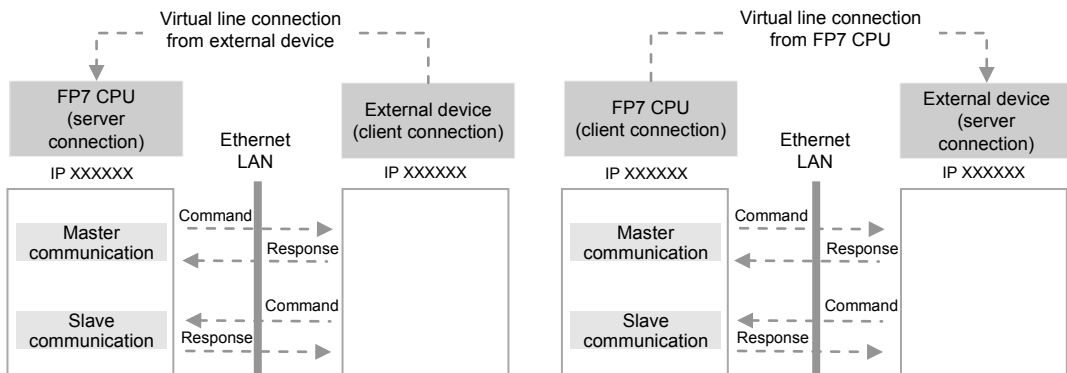 Virtual line connection
from external device
FP7 CPU
(server
connection)
External device
(client connection)
Ethernet
LAN
IP XXXXXX
IP XXXXXX
Master
communication
Command
Response
Slave
communication
Command
Response
Virtual line connection
from FP7 CPU
FP7 CPU
(client connection)
External device
(server
connection)
Ethernet
LAN
IP XXXXXX
IP XXXXXX
Master
communication
Command
Response
Slave
communication
Command
Response